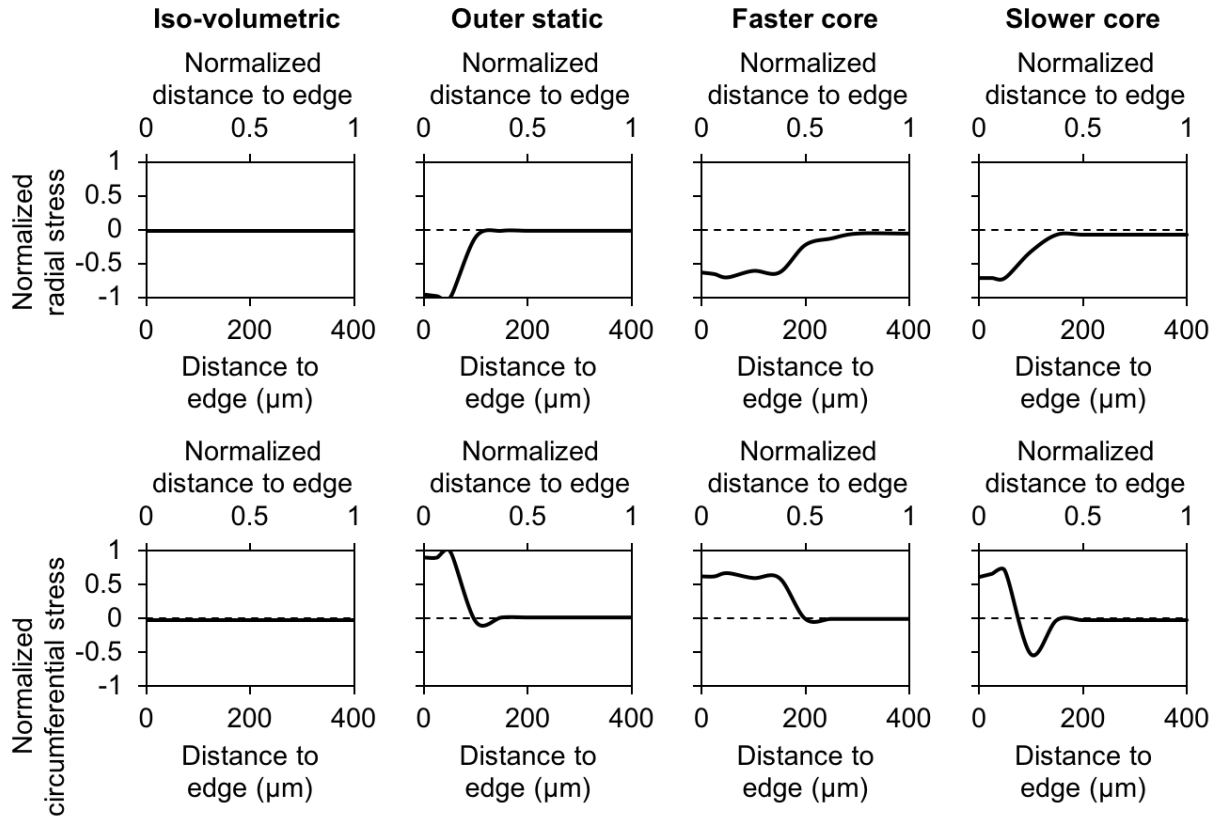 Iso-volumetric Outer static Faster core Slower core
Normalized Normalized Normalized Normalized
distance to edge distance to edge distance to edge distance to edge
0 0.5 1 0 0.5 1 0 0.5 1 0 0.5 1
Normalized
radial stress
1
0.5
0
-0.5
-1
0 200 400 0 200 400 0 200 400 0 200 400
Distance to Distance to Distance to Distance to
edge (µm) edge (µm) edge (µm) edge (µm)
Normalized Normalized Normalized Normalized
distance to edge distance to edge distance to edge distance to edge
0 0.5 1 0 0.5 1 0 0.5 1 0 0.5 1
Normalized
circumferential stress
1
0.5
0
-0.5
-1
0 200 400 0 200 400 0 200 400 0 200 400
Distance to Distance to Distance to Distance to
edge (µm) edge (µm) edge (µm) edge (µm)